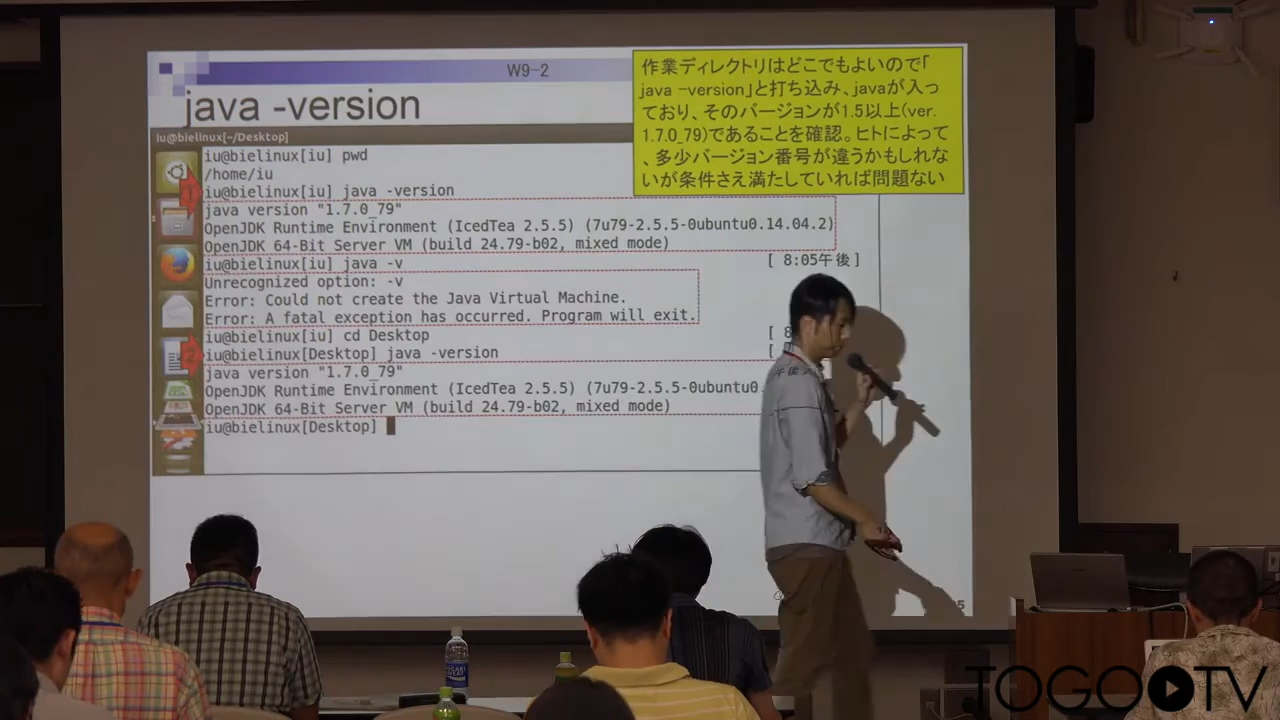 W9-2
java -version
作業ディレクトリはどこでもよいので「
java -version」と打ち込み、javaが入っ
ており、そのバージョンが1.5以上(ver.
1.7.0_79)であることを確認。ヒトによって
、多少バージョン番号が違うかもしれな
いが条件さえ満たしていれば問題ない
iu@bielinux[~/Desktop]
iu@bielinux[iu] pwd
/home/iu
iu@bielinux[iu] java -version
java version "1.7.0_79"
OpenJDK Runtime Environment (IcedTea 2.5.5) (7u79-2.5.5-0ubuntu0.14.04.2)
OpenJDK 64-Bit Server VM (build 24.79-b02, mixed mode)
iu@bielinux[iu] java -v [ 8:05午後]
Unrecognized option: -v
Error: Could not create the Java Virtual Machine.
Error: A fatal exception has occurred. Program will exit.
iu@bielinux[iu] cd Desktop [ 8
iu@bielinux[Desktop] java -version [
java version "1.7.0_79"
OpenJDK Runtime Environment (IcedTea 2.5.5) (7u79-2.5.5-0ubuntu0.
OpenJDK 64-Bit Server VM (build 24.79-b02, mixed mode)
iu@bielinux[Desktop]
TOGOTV